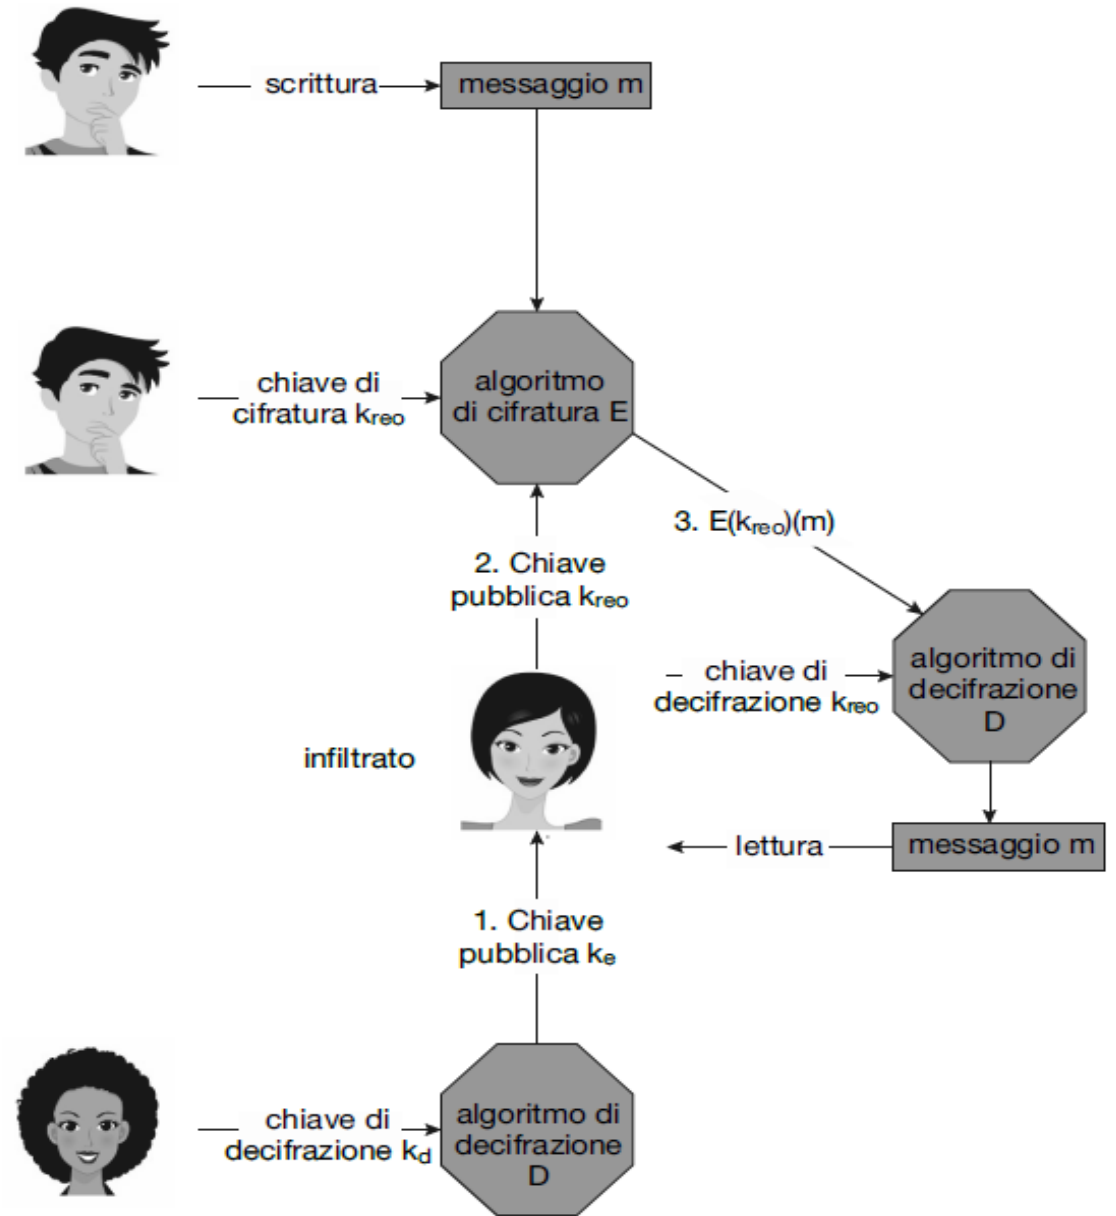 scrittura
messaggio m
chiave di
cifratura kreo
algoritmo
di cifratura E
3. E(kreo)(m)
2. Chiave
pubblica kreo
chiave di
decifrazione kreo
algoritmo di
decifrazione
D
infiltrato
lettura
messaggio m
1. Chiave
pubblica ke
chiave di
decifrazione kd
algoritmo di
decifrazione
D